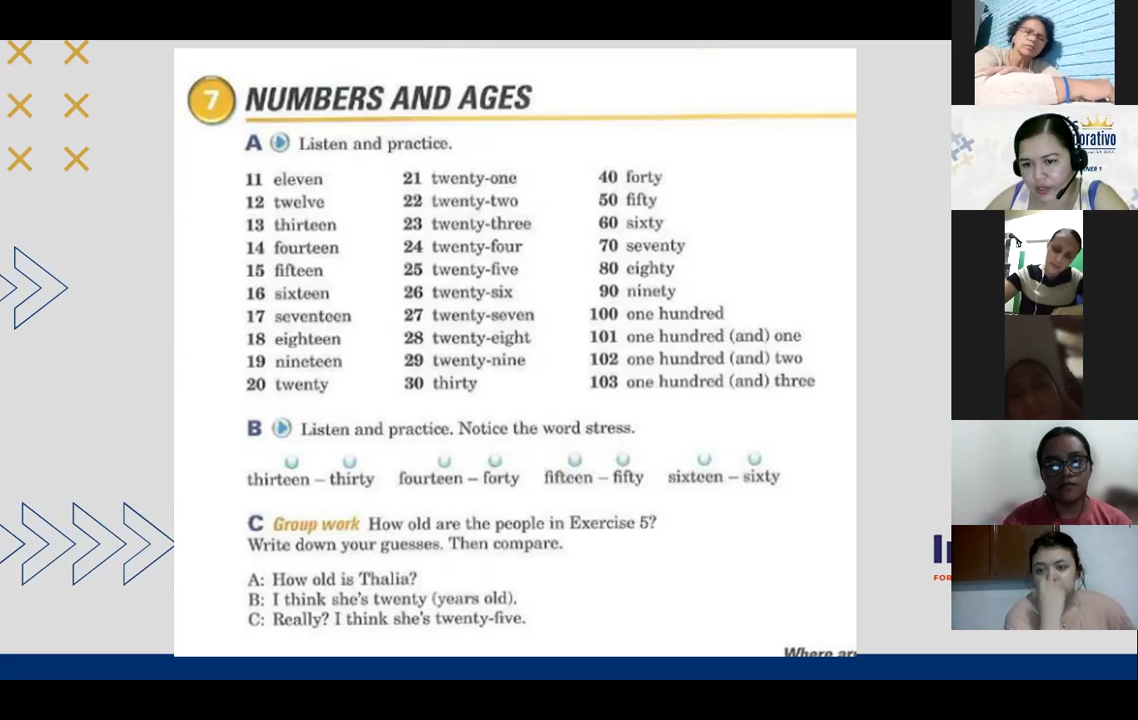 7 NUMBERS AND AGES
A Listen and practice.
11 eleven
12 twelve
13 thirteen
14 fourteen
15 fifteen
16 sixteen
17 seventeen
18 eighteen
19 nineteen
20 twenty
21 twenty-one
22 twenty-two
23 twenty-three
24 twenty-four
25 twenty-five
26 twenty-six
27 twenty-seven
28 twenty-eight
29 twenty-nine
30 thirty
40 forty
50 fifty
60 sixty
70 seventy
80 eighty
90 ninety
100 one hundred
101 one hundred (and) one
102 one hundred (and) two
103 one hundred (and) three
B Listen and practice. Notice the word stress.
thirteen – thirty fourteen – forty fifteen – fifty sixteen – sixty
C Group work How old are the people in Exercise 5?
Write down your guesses. Then compare.
A: How old is Thalia?
B: I think she's twenty (years old).
C: Really? I think she's twenty-five.
Where
FOR